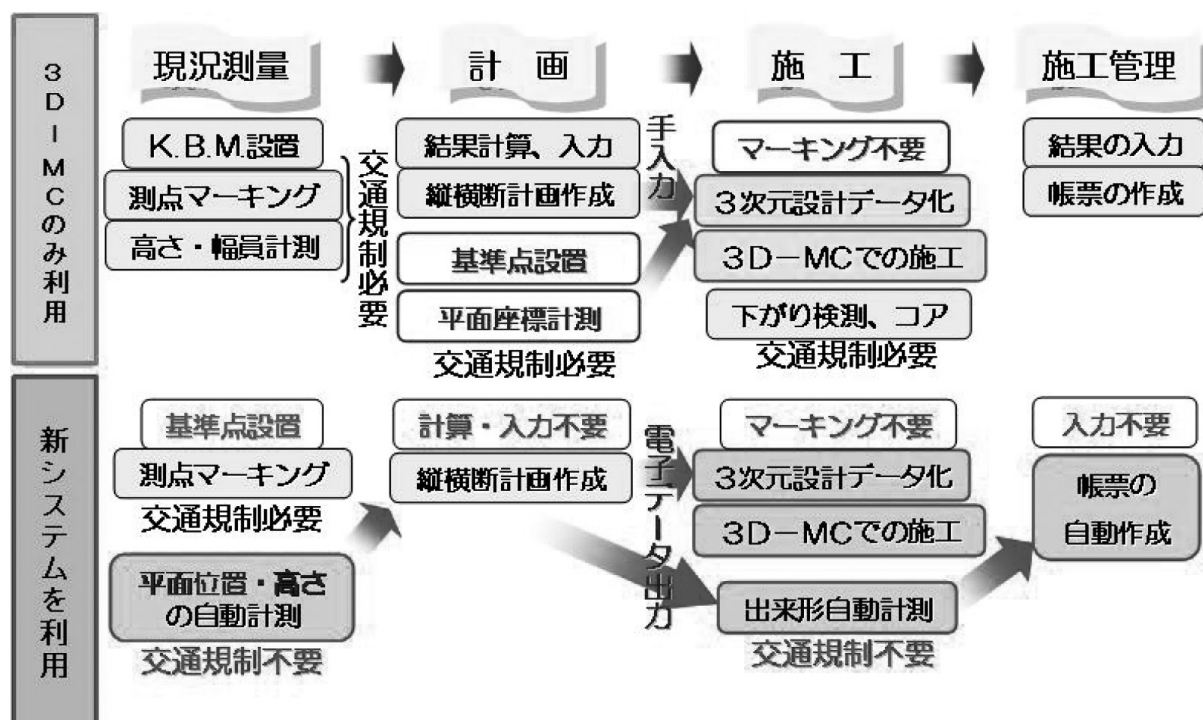 3D-MCのみ利用
現況測量
計 画
施 工
施工管理
K.B.M.設置
測点マーキング
高さ・幅員計測
交通規制必要
結果計算、入力
縦横断計画作成
基準点設置
平面座標計測
交通規制必要
手入力
マーキング不要
3次元設計データ化
3D-MCでの施工
下がり検測、コア
交通規制必要
結果の入力
帳票の作成
新システムを利用
基準点設置
測点マーキング
交通規制必要
平面位置・高さ
の自動計測
交通規制不要
計算・入力不要
縦横断計画作成
電子データ出力
マーキング不要
3次元設計データ化
3D-MCでの施工
出来形自動計測
交通規制不要
入力不要
帳票の
自動作成